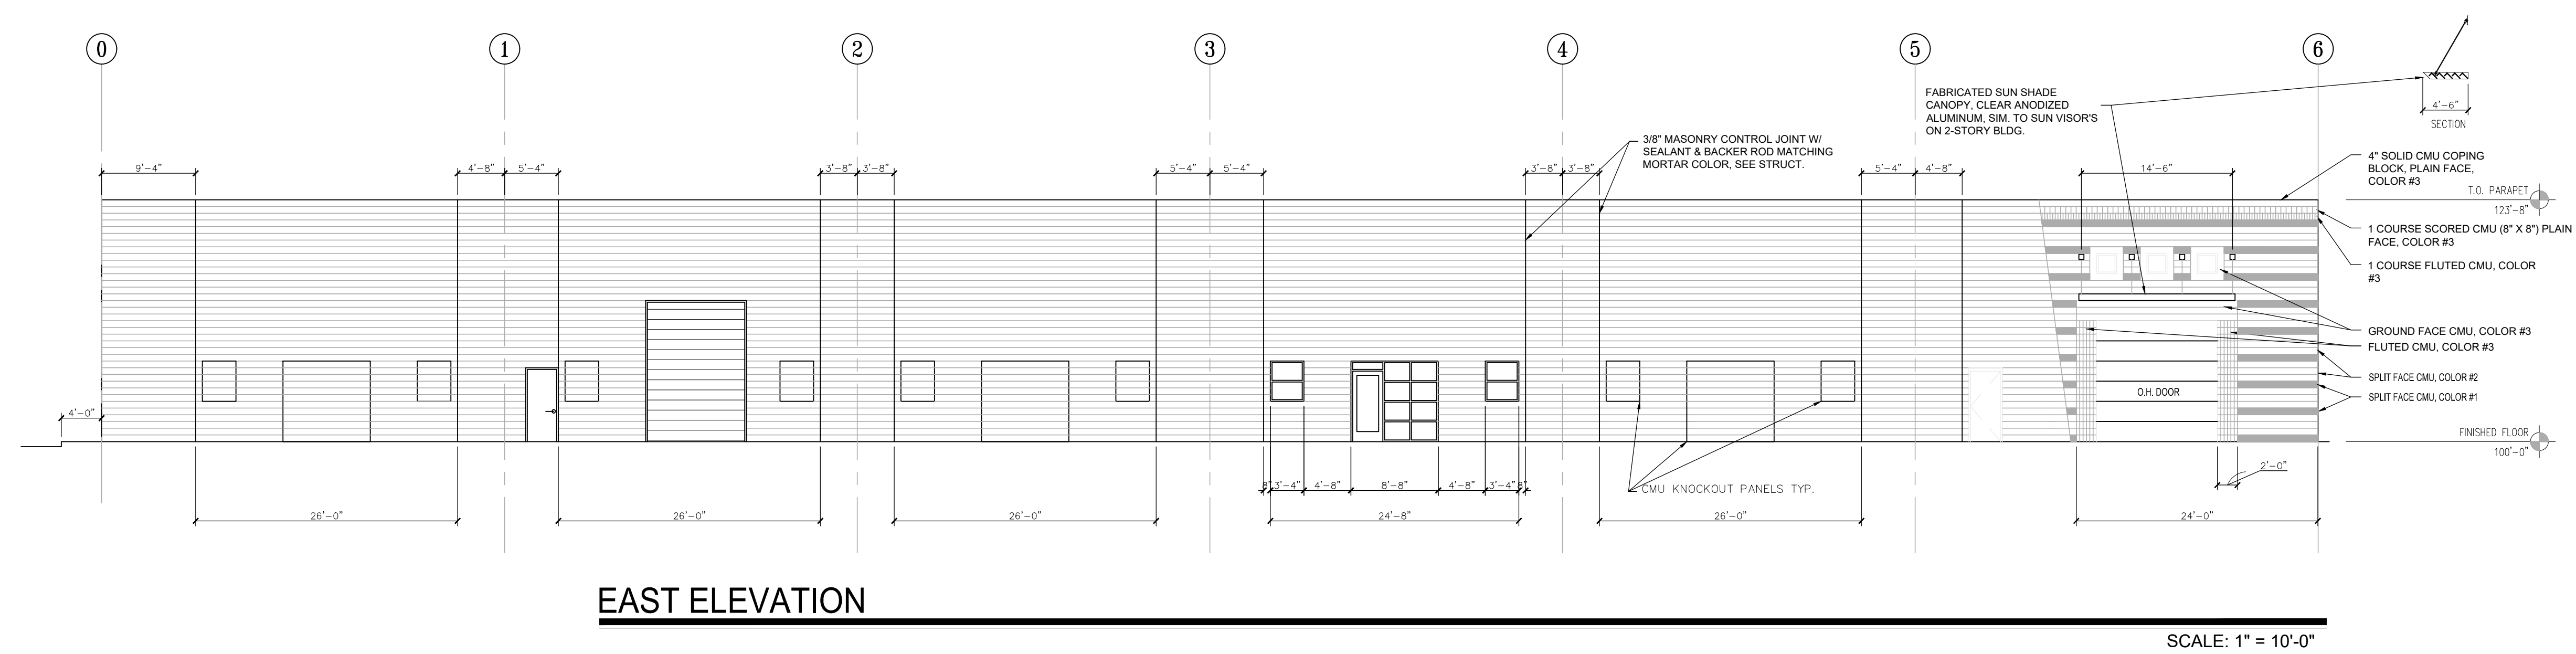 0 1 2 3 4 5 6
FABRICATED SUN SHADE
CANOPY, CLEAR ANODIZED
ALUMINUM, SIM. TO SUN VISOR'S
ON 2-STORY BLDG.
4'-6"
SECTION
3/8" MASONRY CONTROL JOINT W/
SEALANT & BACKER ROD MATCHING
MORTAR COLOR, SEE STRUCT.
4" SOLID CMU COPING
BLOCK, PLAIN FACE,
COLOR #3
9'-4" 4'-8" 5'-4" 3'-8" 3'-8" 5'-4" 5'-4" 3'-8" 3'-8" 5'-4" 4'-8" 14'-6"
T.O. PARAPET
123'-8"
1 COURSE SCORED CMU (8" X 8") PLAIN
FACE, COLOR #3
1 COURSE FLUTED CMU, COLOR
#3
GROUND FACE CMU, COLOR #3
FLUTED CMU, COLOR #3
SPLIT FACE CMU, COLOR #2
SPLIT FACE CMU, COLOR #1
O.H. DOOR
4'-0"
FINISHED FLOOR
100'-0"
2'-0"
8" 3'-4" 4'-8" 8'-8" 4'-8" 3'-4" 8"
CMU KNOCKOUT PANELS TYP.
26'-0" 26'-0" 26'-0" 24'-8" 26'-0" 24'-0"
EAST ELEVATION
SCALE: 1" = 10'-0"